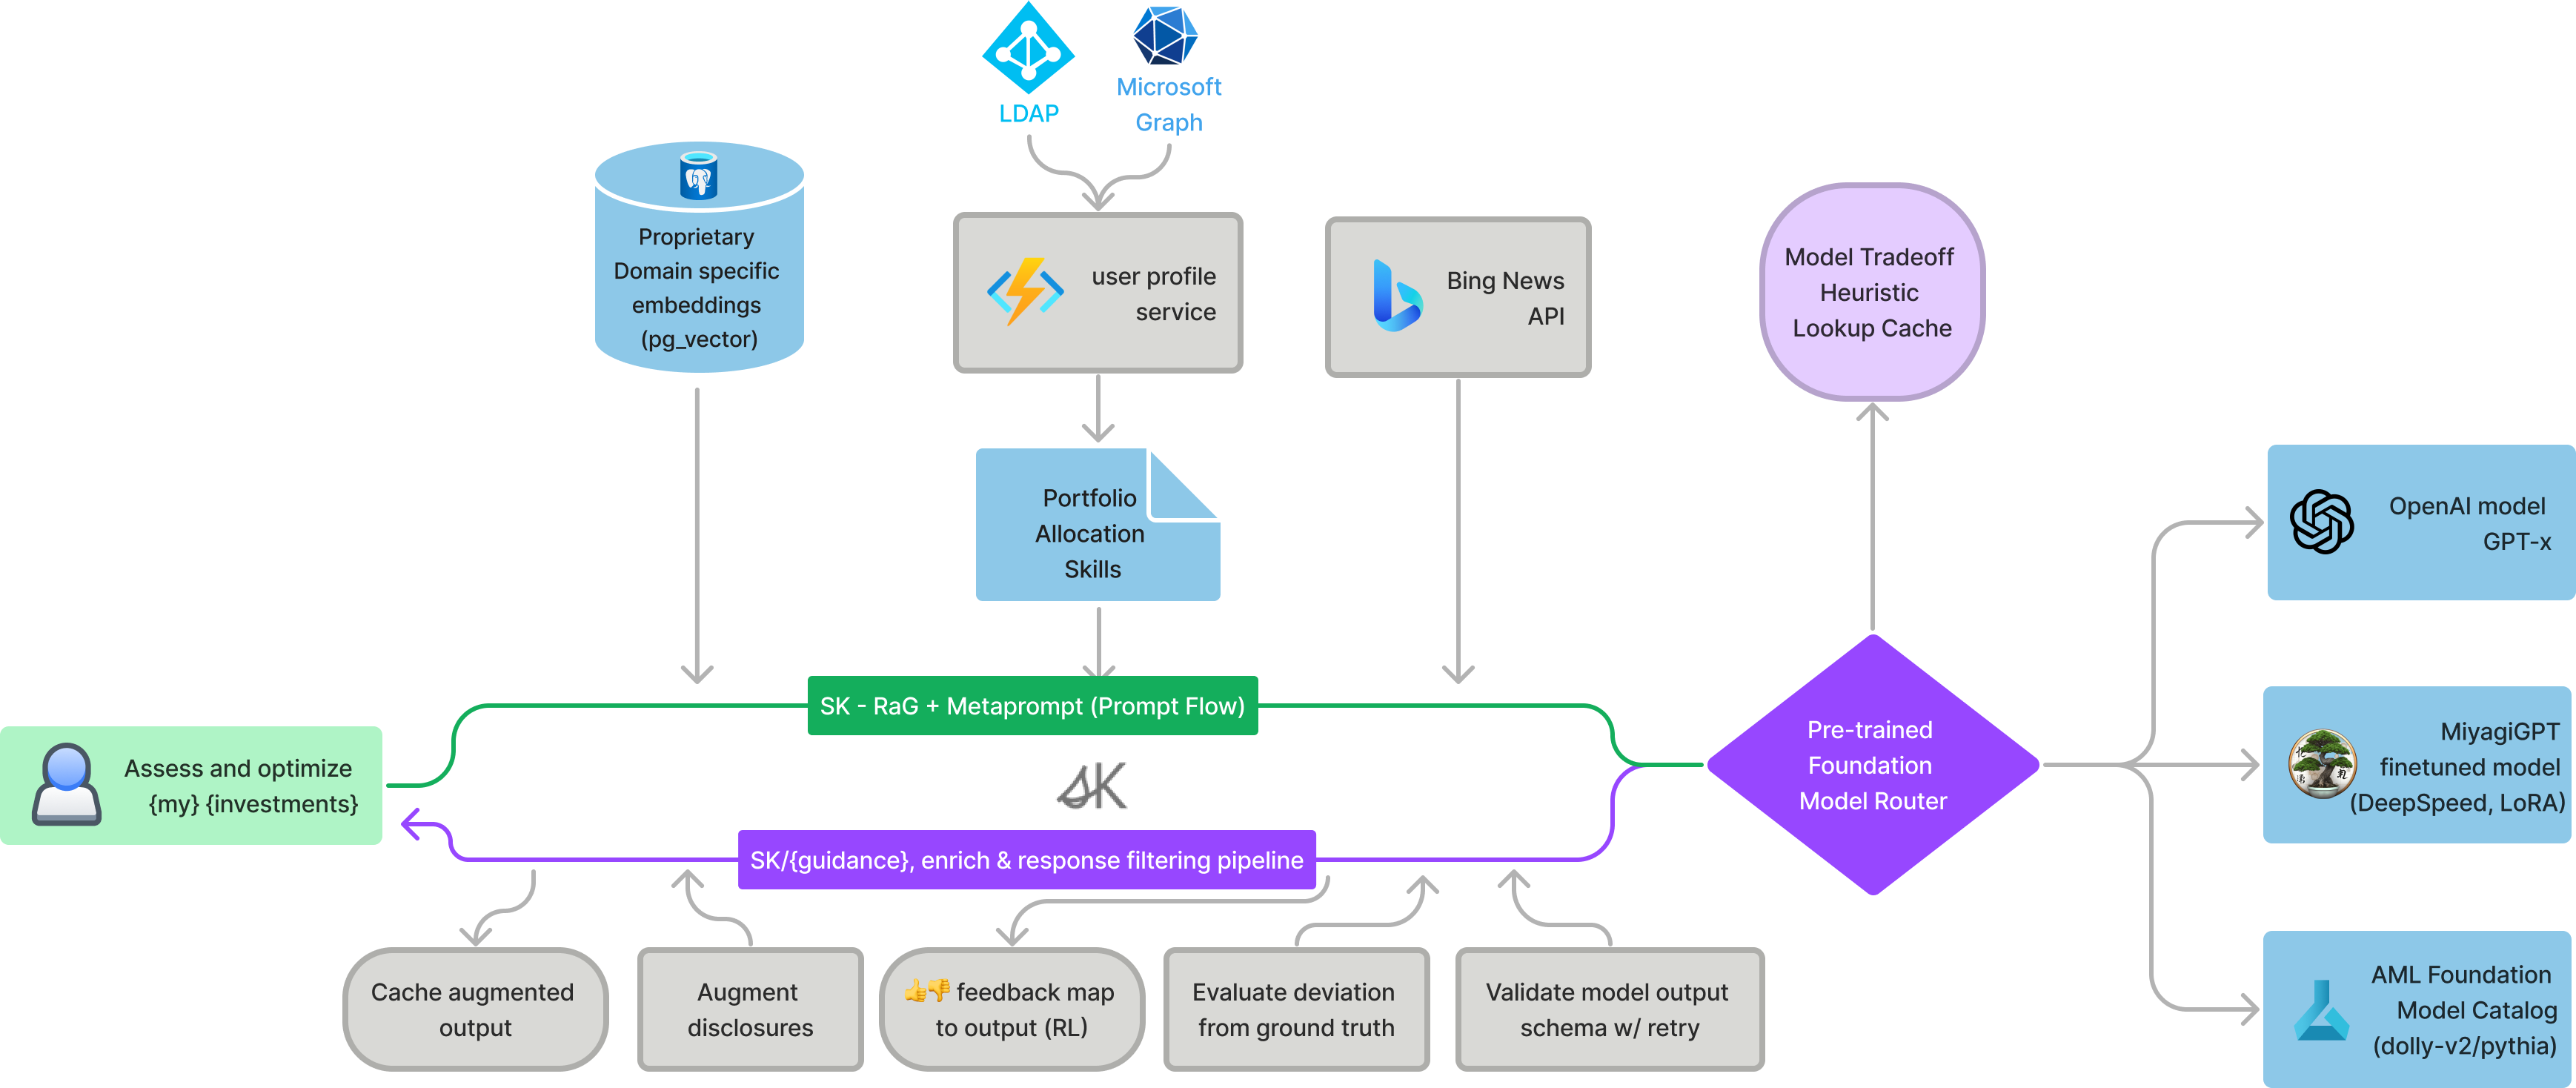 LDAP
Microsoft
Graph
Proprietary
Domain specific
embeddings
(pg_vector)
user profile
service
Bing News
API
Model Tradeoff
Heuristic
Lookup Cache
Portfolio
Allocation
Skills
OpenAI model
GPT-x
SK - RaG + Metaprompt (Prompt Flow)
Assess and optimize
{my} {investments}
SK
Pre-trained
Foundation
Model Router
MiyagiGPT
finetuned model
(DeepSpeed, LoRA)
SK/{guidance}, enrich & response filtering pipeline
Cache augmented
output
Augment
disclosures
👍👎 feedback map
to output (RL)
Evaluate deviation
from ground truth
Validate model output
schema w/ retry
AML Foundation
Model Catalog
(dolly-v2/pythia)